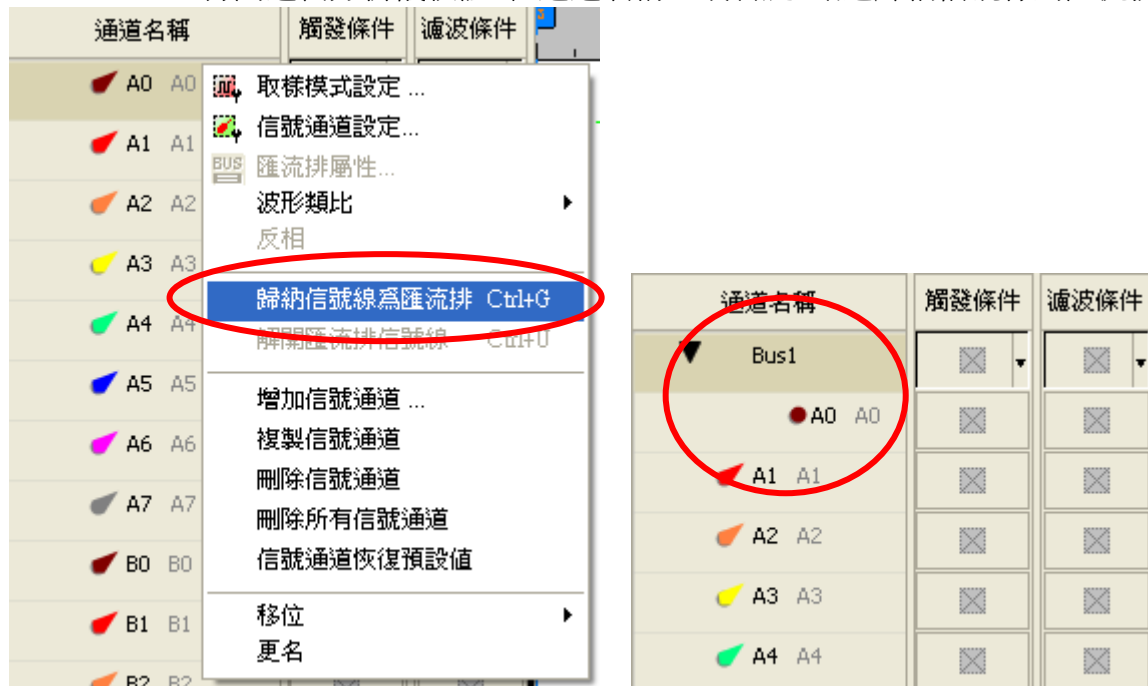 通道名稱 觸發條件 濾波條件
A0 A0
A1 A1
A2 A2
A3 A3
A4 A4
A5 A5
A6 A6
A7 A7
B0 B0
B1 B1
B2 B2
取樣模式設定 ...
信號通道設定...
BUS 匯流排屬性...
波形類比
反相
歸納信號線為匯流排 Ctrl+G
解開匯流排信號線 Ctrl+U
增加信號通道 ...
複製信號通道
刪除信號通道
刪除所有信號通道
信號通道恢復預設值
移位
更名
通道名稱 觸發條件 濾波條件
Bus1
A0 A0
A1 A1
A2 A2
A3 A3
A4 A4